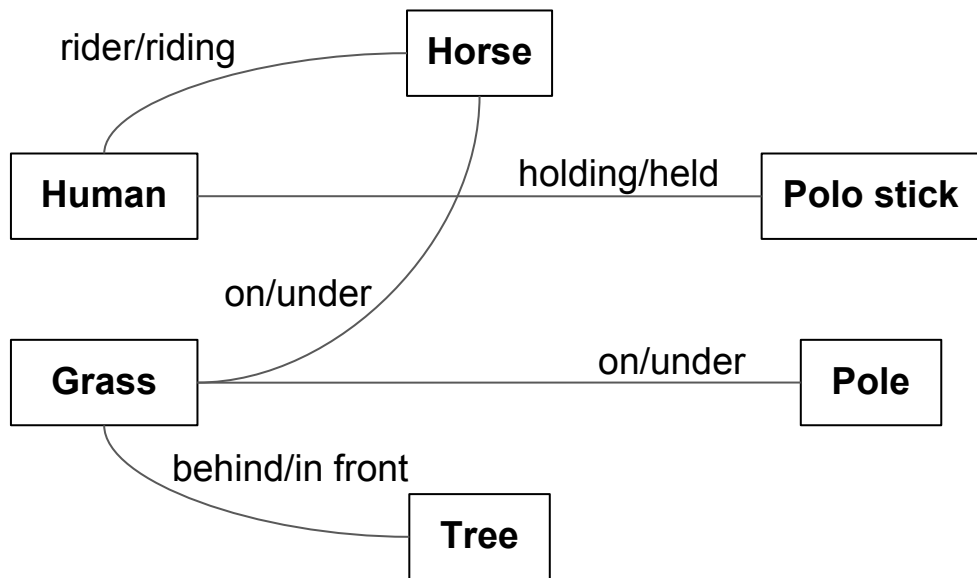 rider/riding
Horse
Human
holding/held
Polo stick
on/under
Grass
on/under
Pole
behind/in front
Tree